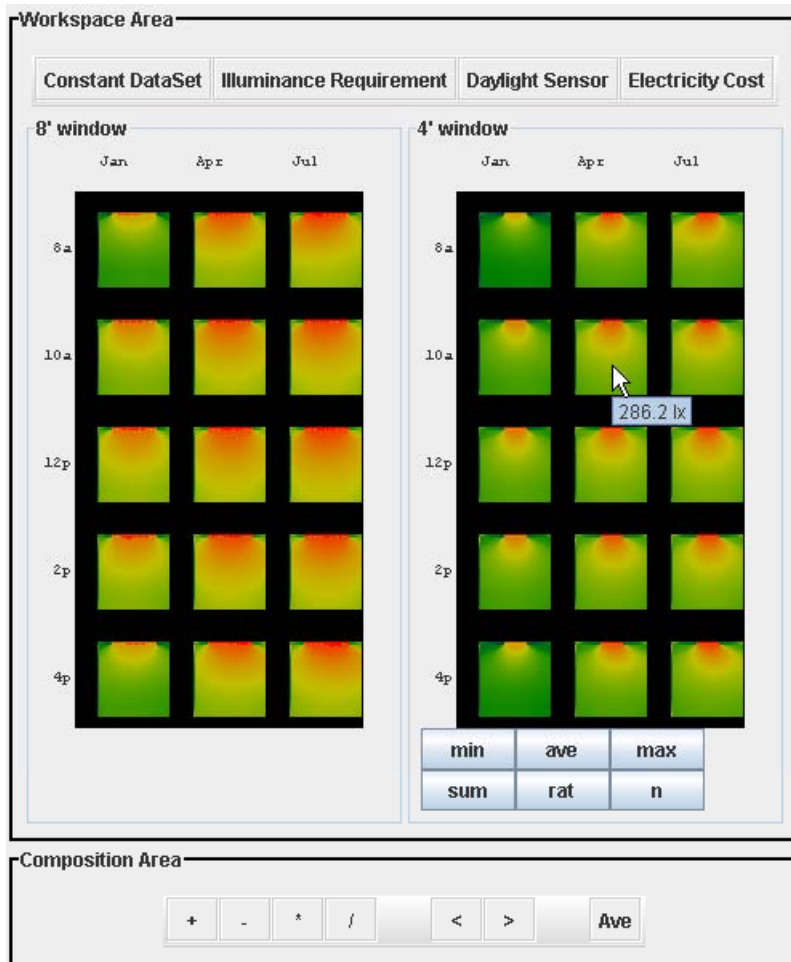 Workspace Area
Constant DataSet Illuminance Requirement Daylight Sensor Electricity Cost
8' window
Jan Apr Jul
8a
10a
12p
2p
4p
4' window
Jan Apr Jul
8a
10a
286.2 lx
12p
2p
4p
min ave max
sum rat n
Composition Area
+ - * / < > Ave